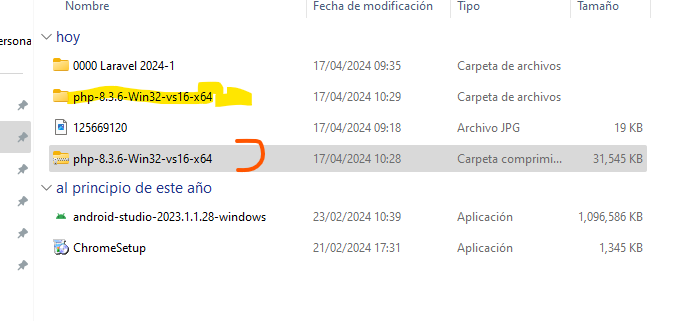 Nombre Fecha de modificación Tipo Tamaño
ersona
hoy
0000 Laravel 2024-1 17/04/2024 09:35 Carpeta de archivos
php-8.3.6-Win32-vs16-x64 17/04/2024 10:29 Carpeta de archivos
125669120 17/04/2024 09:18 Archivo JPG 19 KB
php-8.3.6-Win32-vs16-x64 17/04/2024 10:28 Carpeta comprimi... 31,545 KB
al principio de este año
android-studio-2023.1.1.28-windows 23/02/2024 10:39 Aplicación 1,096,586 KB
ChromeSetup 21/02/2024 17:31 Aplicación 1,345 KB